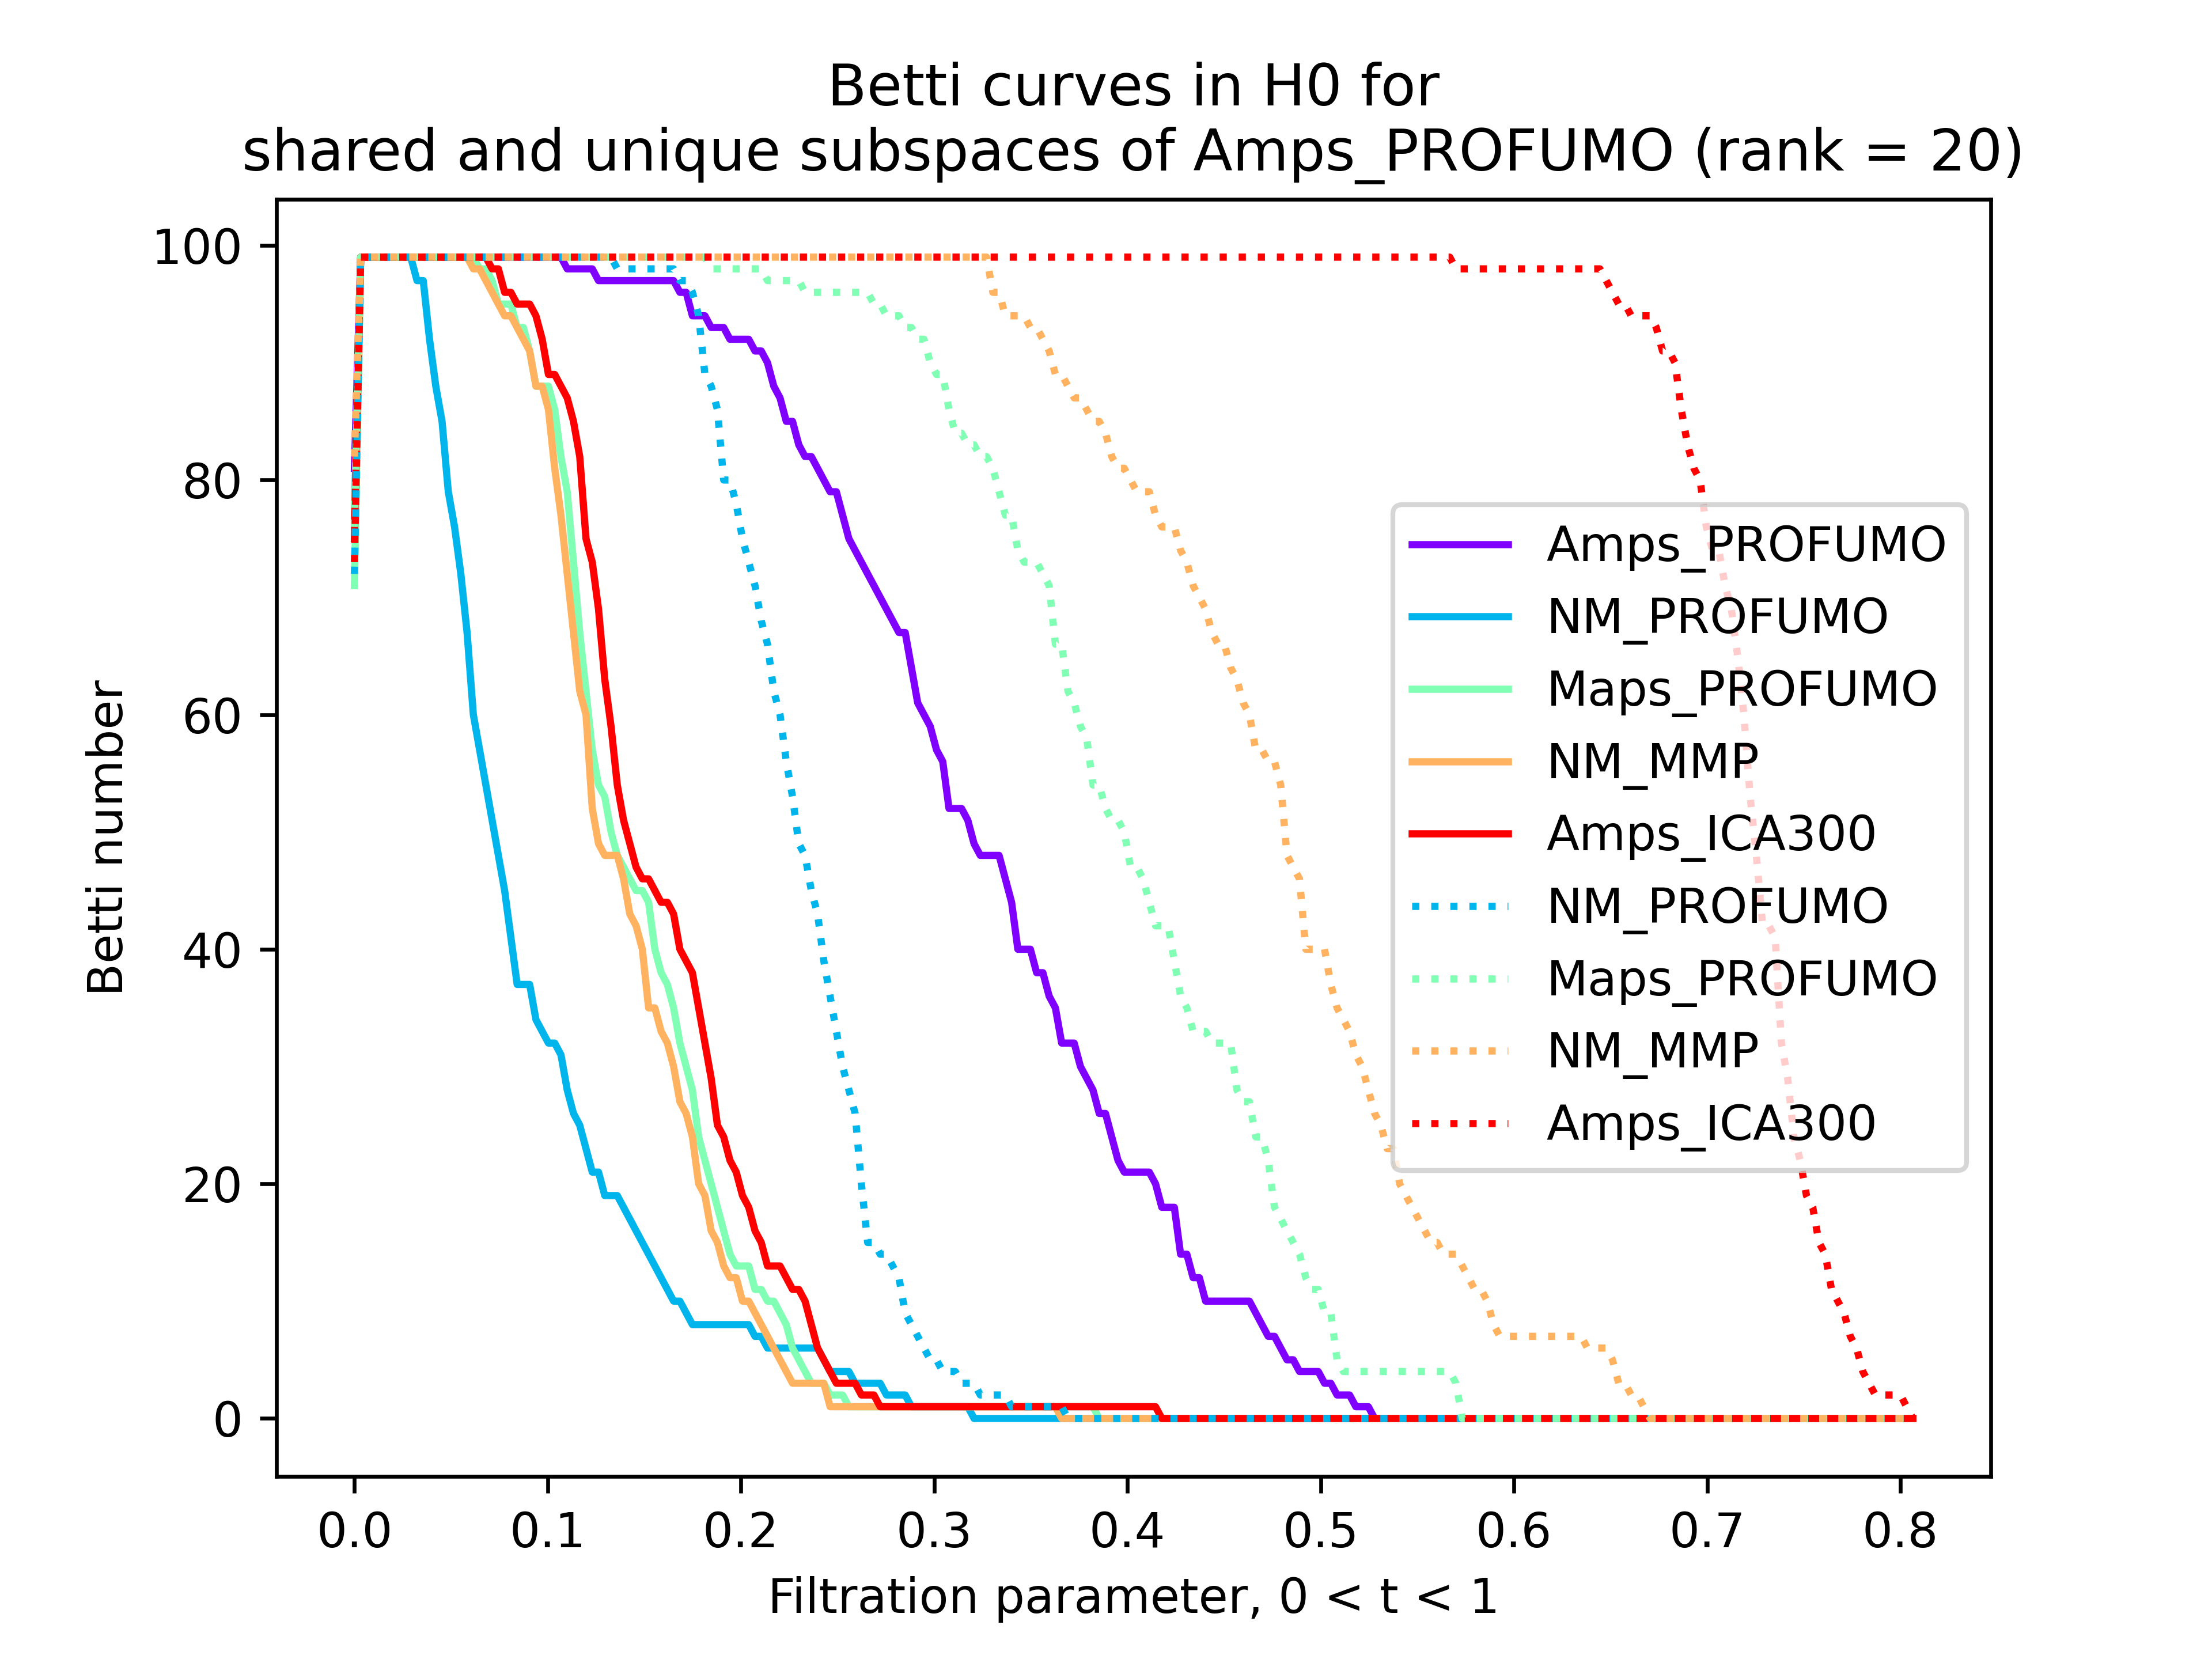 Betti curves in H0 for
shared and unique subspaces of Amps_PROFUMO (rank = 20)
Betti number
100
80
60
40
20
0
Amps_PROFUMO
NM_PROFUMO
Maps_PROFUMO
NM_MMP
Amps_ICA300
NM_PROFUMO
Maps_PROFUMO
NM_MMP
Amps_ICA300
0.0 0.1 0.2 0.3 0.4 0.5 0.6 0.7 0.8
Filtration parameter, 0 < t < 1